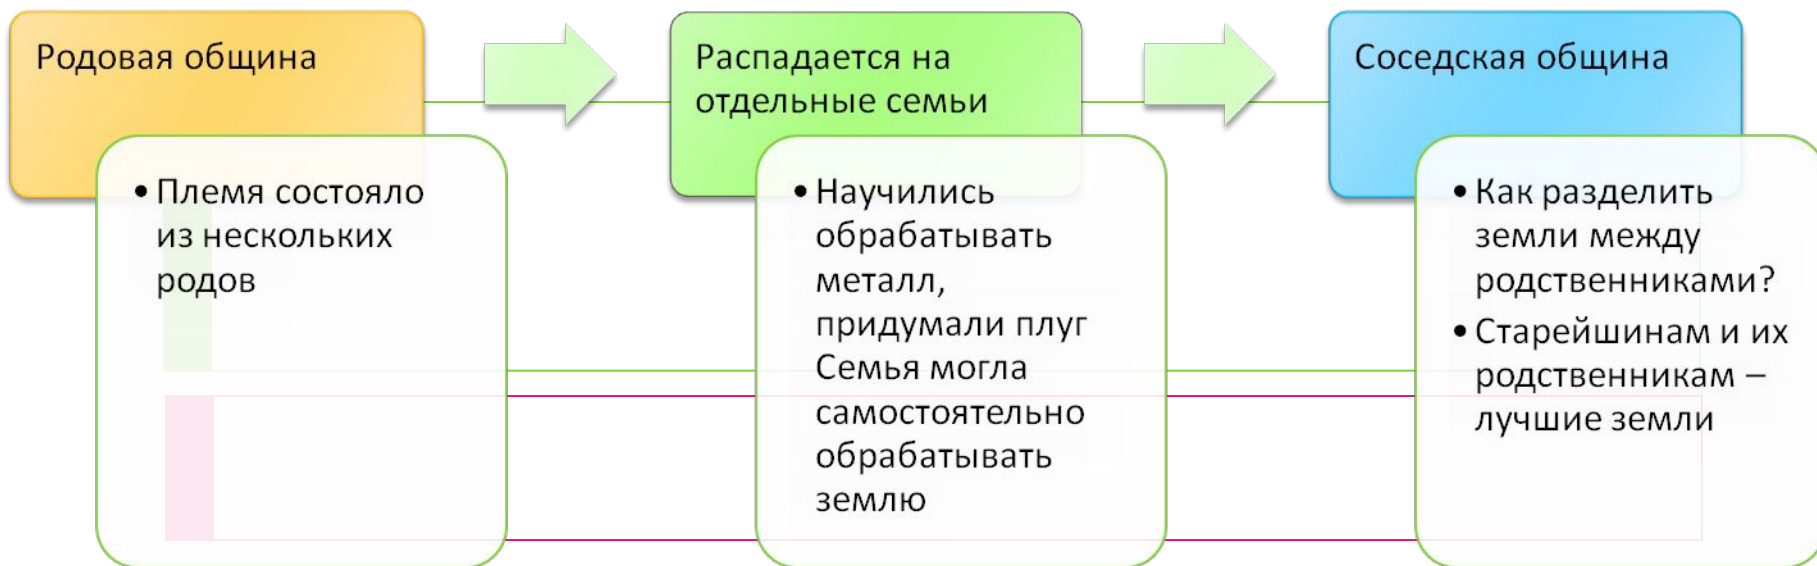 Родовая община
• Племя состояло
из нескольких
родов
Распадается на
отдельные семьи
• Научились
обрабатывать
металл,
придумали плуг
Семья могла
самостоятельно
обрабатывать
землю
Соседская община
• Как разделить
земли между
родственниками?
• Старейшинам и их
родственникам –
лучшие земли